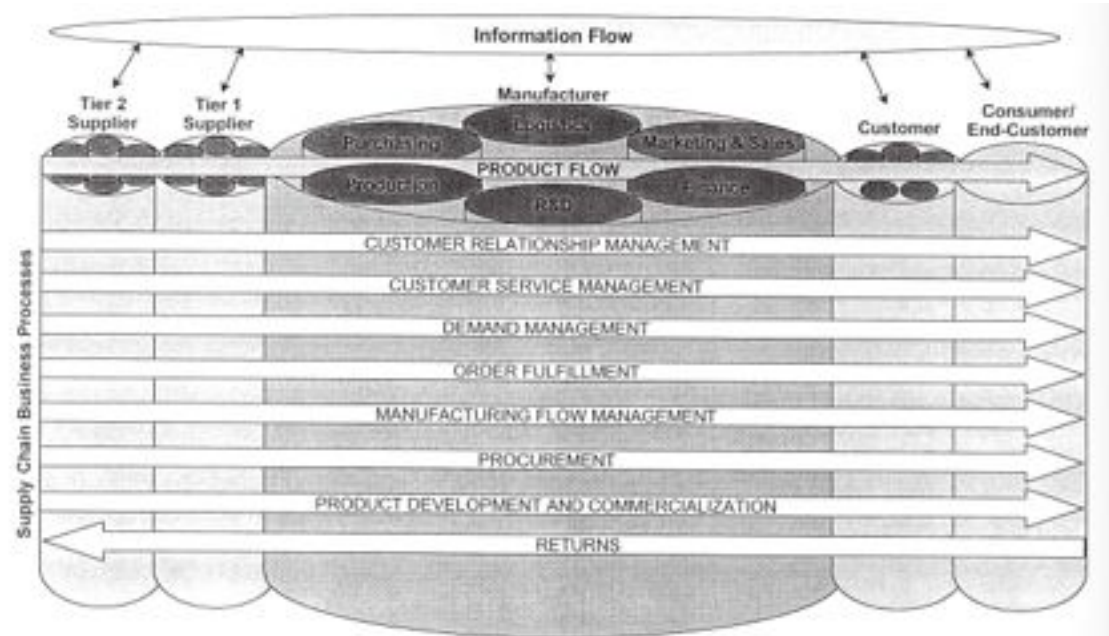 Information Flow
Tier 2
Supplier
Tier 1
Supplier
Manufacturer
Customer
Consumer/
End-Customer
Logistics
Purchasing
Marketing & Sales
PRODUCT FLOW
Production
Finance
R&D
Supply Chain Business Processes
CUSTOMER RELATIONSHIP MANAGEMENT
CUSTOMER SERVICE MANAGEMENT
DEMAND MANAGEMENT
ORDER FULFILLMENT
MANUFACTURING FLOW MANAGEMENT
PROCUREMENT
PRODUCT DEVELOPMENT AND COMMERCIALIZATION
RETURNS